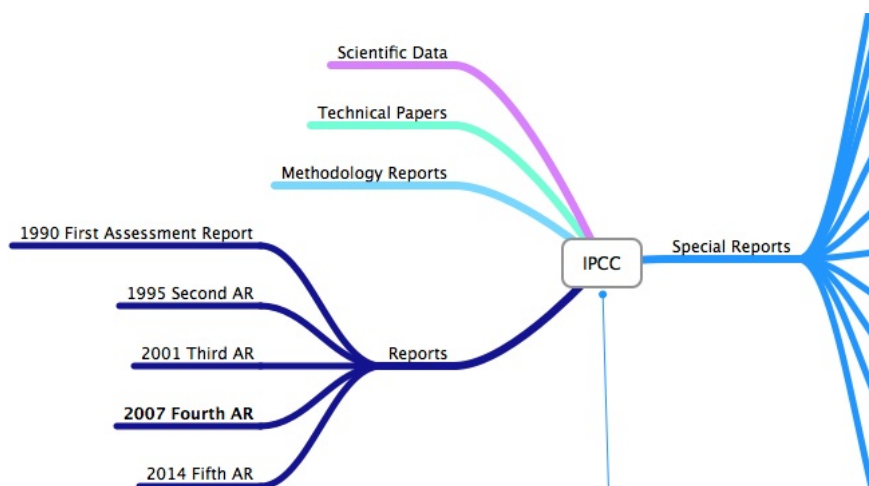 Scientific Data
Technical Papers
Methodology Reports
1990 First Assessment Report
1995 Second AR
2001 Third AR
2007 Fourth AR
2014 Fifth AR
Reports
IPCC
Special Reports